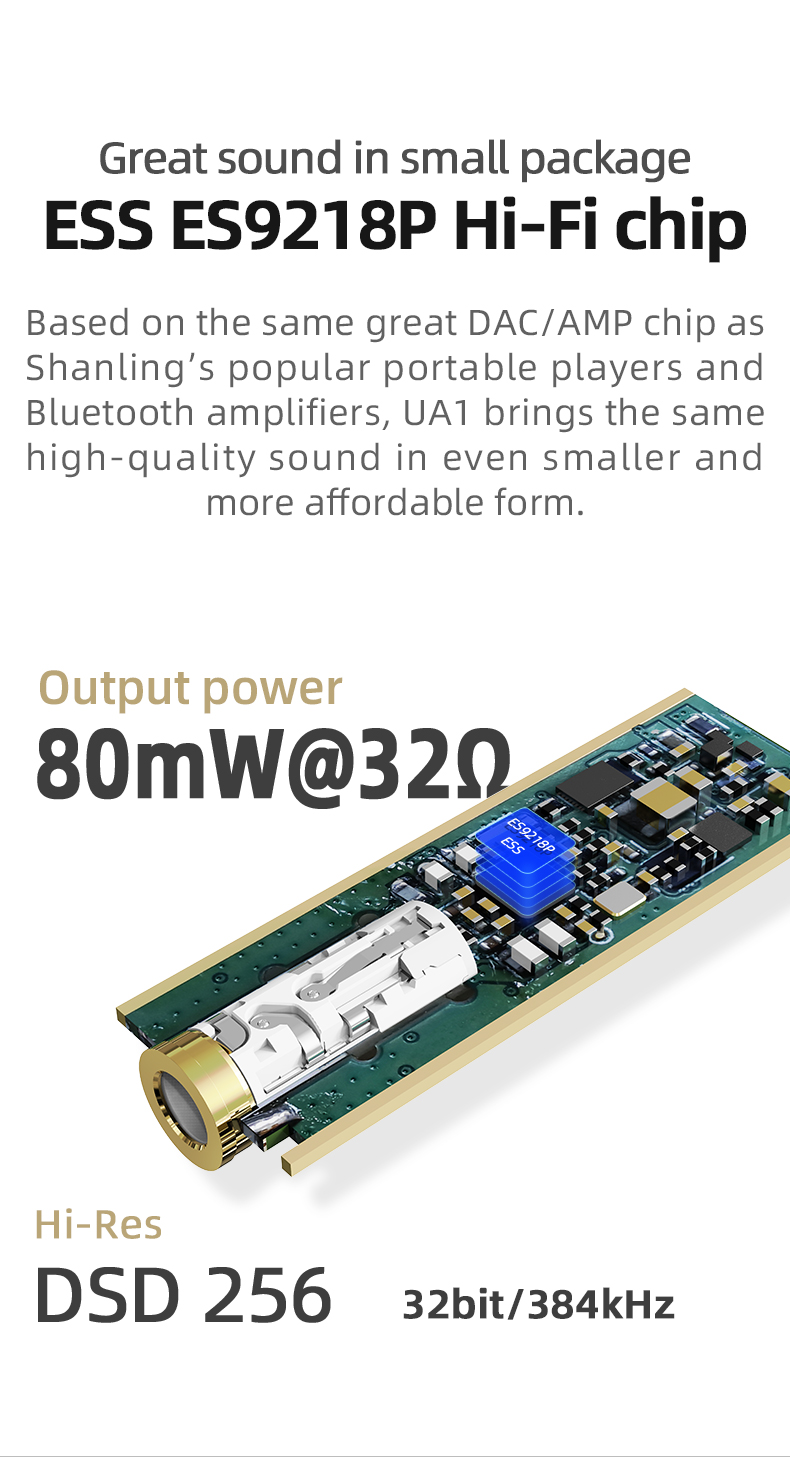 Great sound in small package
ESS ES9218P Hi-Fi chip
Based on the same great DAC/AMP chip as
Shanling’s popular portable players and
Bluetooth amplifiers, UA1 brings the same
high-quality sound in even smaller and
more affordable form.
Output power
80mW@32Ω
ES9218P
ESS
Hi-Res
DSD 256
32bit/384kHz